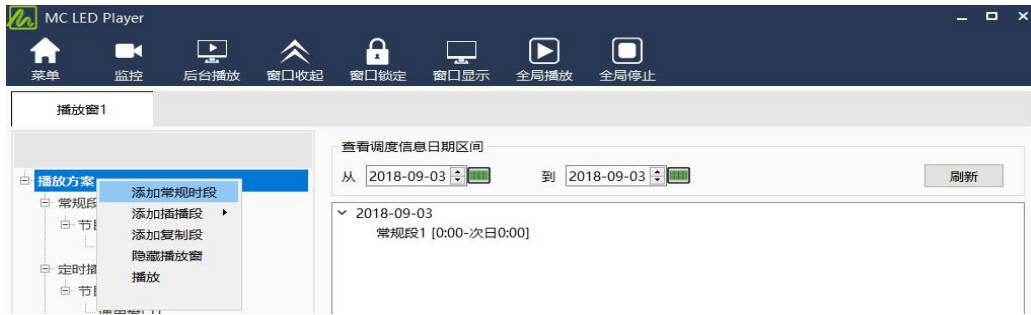 MC LED Player
菜单 监控 后台播放 窗口收起 窗口锁定 窗口显示 全局播放 全局停止
播放窗1
查看调度信息日期区间
从 2018-09-03 到 2018-09-03 刷新
播放方案
添加常规时段
添加插播段
添加复制段
隐藏播放窗
播放
常规段
节
定时播
节
2018-09-03
常规段1 [0:00-次日0:00]